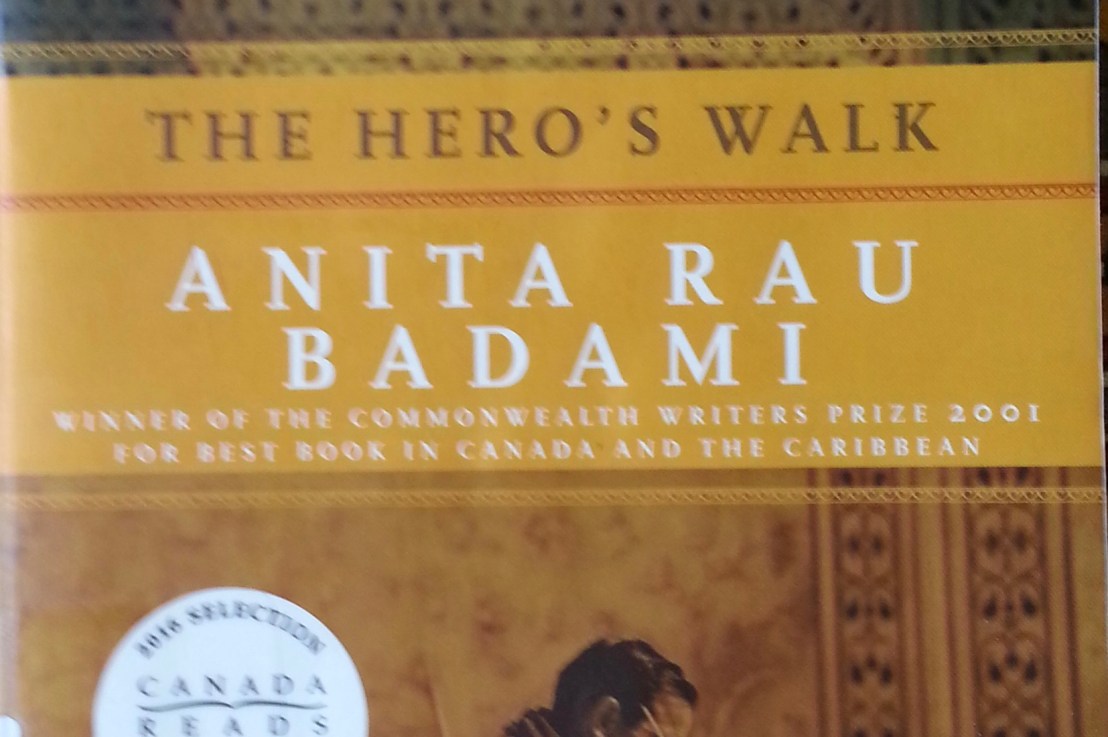 THE HERO'S WALK
ANITA RAU
BADAMI
WINNER OF THE COMMONWEALTH WRITERS PRIZE 2001
FOR BEST BOOK IN CANADA AND THE CARIBBEAN
2016 SELECTION
CANADA
READS